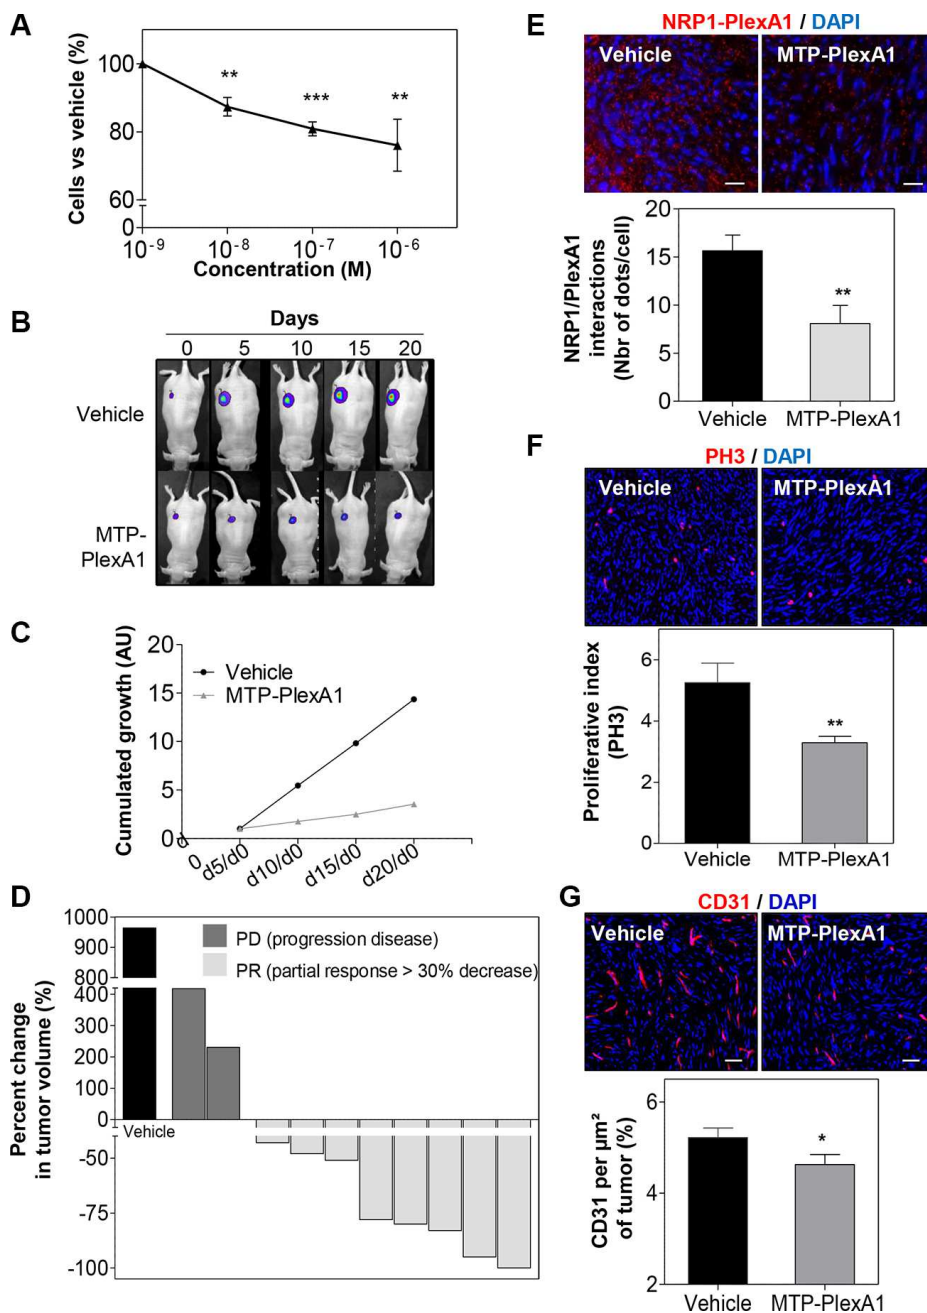 A
Cells vs vehicle (%)
100
80
60
0
**
***
**
10⁻⁹ 10⁻⁸ 10⁻⁷ 10⁻⁶
Concentration (M)
B
Days
0 5 10 15 20
Vehicle
MTP-
PlexA1
C
Cumulated growth (AU)
20
15
10
5
0
Vehicle
MTP-PlexA1
0 d5/d0 d10/d0 d15/d0 d20/d0
D
Percent change
in tumor volume (%)
1000
900
800
400
300
200
100
0
-50
-75
-100
PD (progression disease)
PR (partial response > 30% decrease)
Vehicle
E
NRP1-PlexA1 / DAPI
Vehicle
MTP-PlexA1
NRP1/PlexA1
interactions
(Nbr of dots/cell)
20
15
10
5
0
**
Vehicle MTP-PlexA1
F
PH3 / DAPI
Vehicle
MTP-PlexA1
Proliferative index
(PH3)
6
4
2
0
**
Vehicle MTP-PlexA1
G
CD31 / DAPI
Vehicle
MTP-PlexA1
CD31 per µm²
of tumor (%)
6
4
2
*
Vehicle MTP-PlexA1